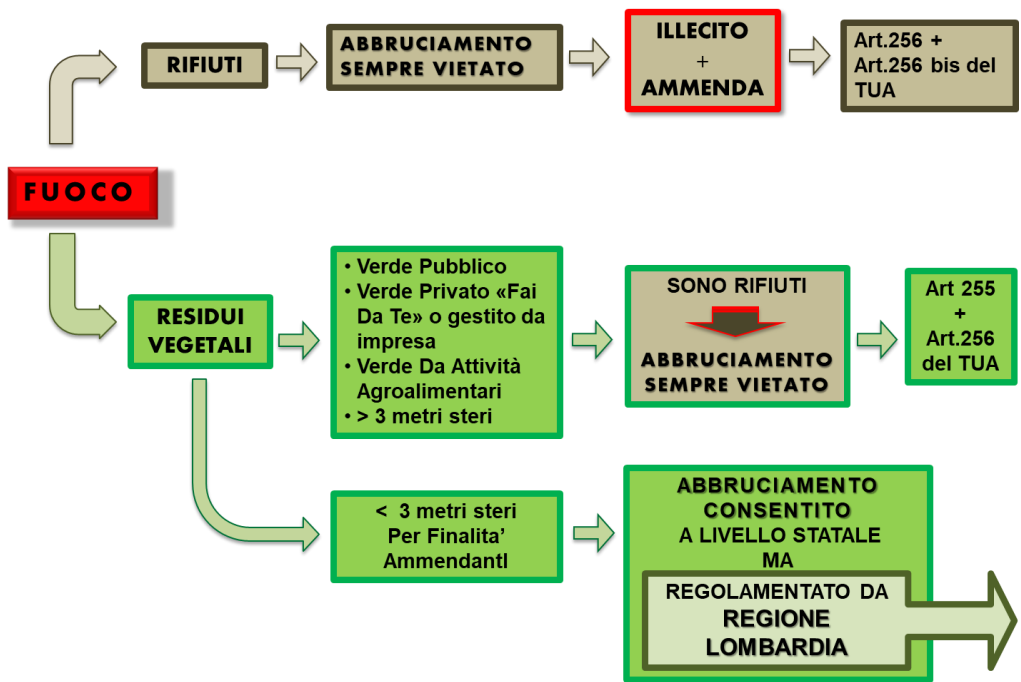 FUOCO
RIFIUTI
ABBRUCIAMENTO
SEMPRE VIETATO
ILLECITO
+
AMMENDA
Art.256 +
Art.256 bis del
TUA
RESIDUI
VEGETALI
• Verde Pubblico
• Verde Privato «Fai
Da Te» o gestito da
impresa
• Verde Da Attività
Agroalimentari
• > 3 metri steri
SONO RIFIUTI
ABBRUCIAMENTO
SEMPRE VIETATO
Art 255
+
Art.256
del TUA
< 3 metri steri
Per Finalita’
AmmendantI
ABBRUCIAMENTO
CONSENTITO
A LIVELLO STATALE
MA
REGOLAMENTATO DA
REGIONE
LOMBARDIA